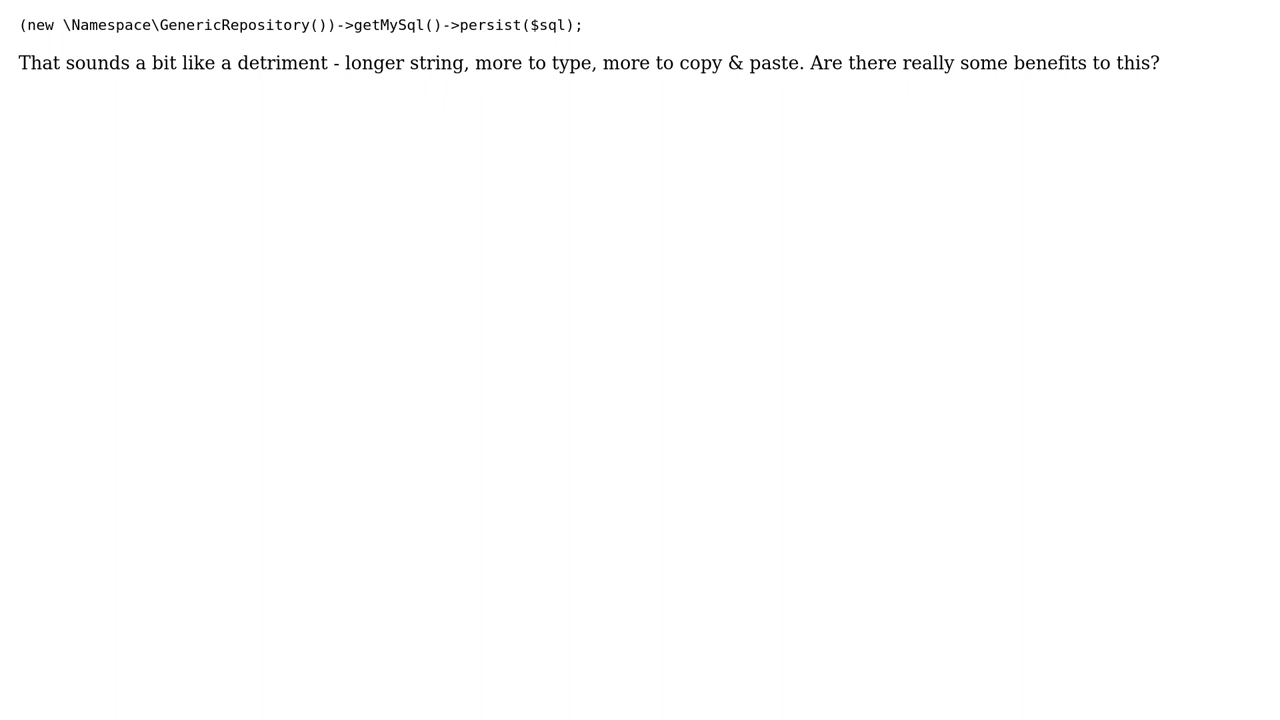 (new \Namespace\GenericRepository())->getMySql()->persist($sql);
That sounds a bit like a detriment - longer string, more to type, more to copy & paste. Are there really some benefits to this?